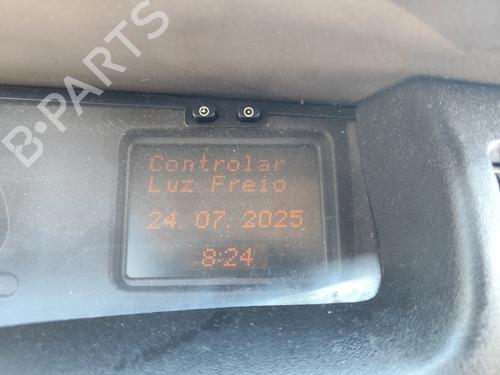 B-PARTS
Controlar
Luz Freio
24.07.2025
8:24